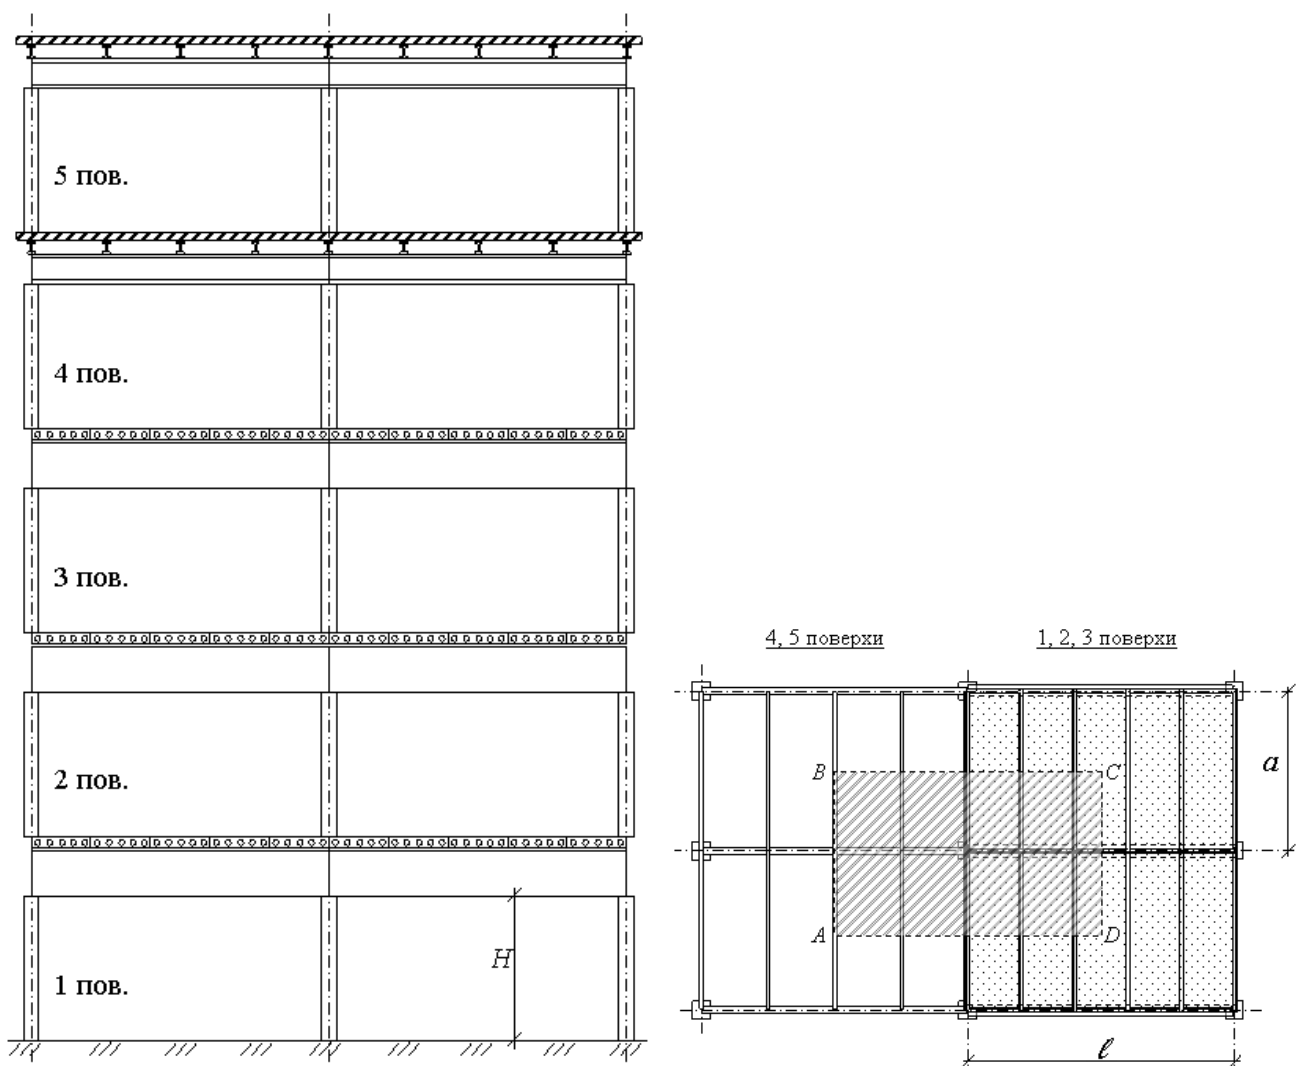 5 пов.
4 пов.
3 пов.
2 пов.
H
1 пов.
4, 5 поверхи
1, 2, 3 поверхи
B
C
a
A
D
ℓ